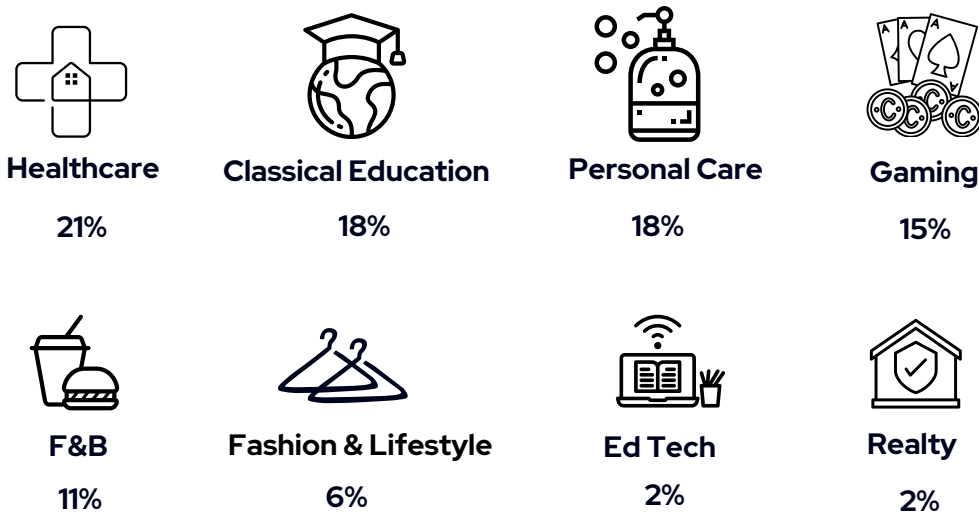 Healthcare
21%
Classical Education
18%
Personal Care
18%
Gaming
15%
F&B
11%
Fashion & Lifestyle
6%
Ed Tech
2%
Realty
2%